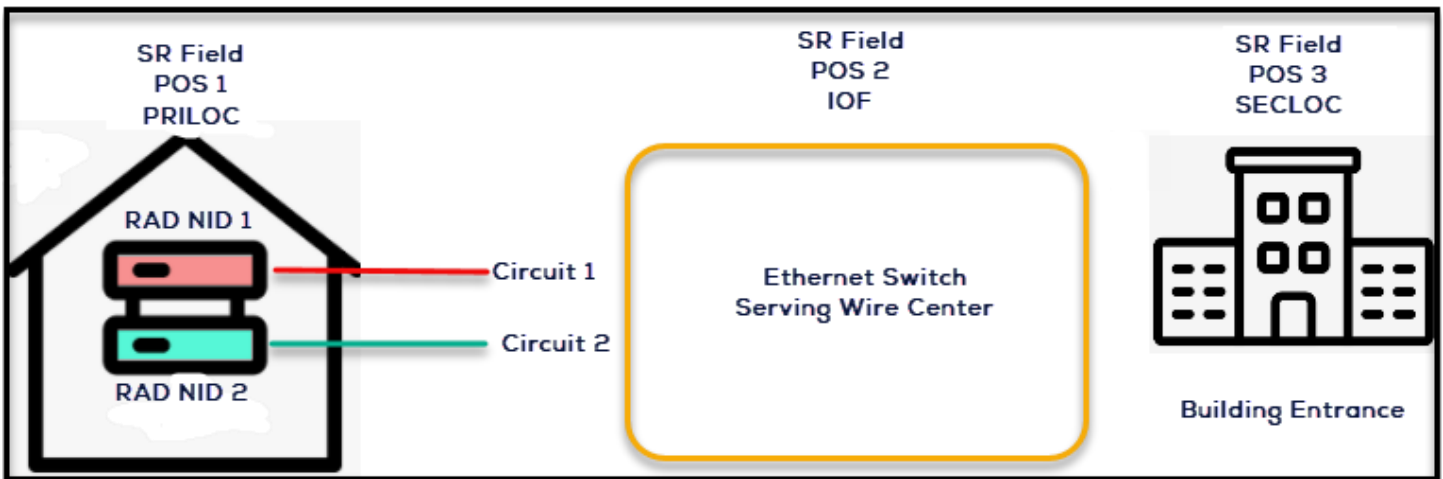 SR Field
POS 1
PRILOC
SR Field
POS 2
IOF
SR Field
POS 3
SECLOC
RAD NID 1
Circuit 1
Circuit 2
RAD NID 2
Ethernet Switch
Serving Wire Center
Building Entrance